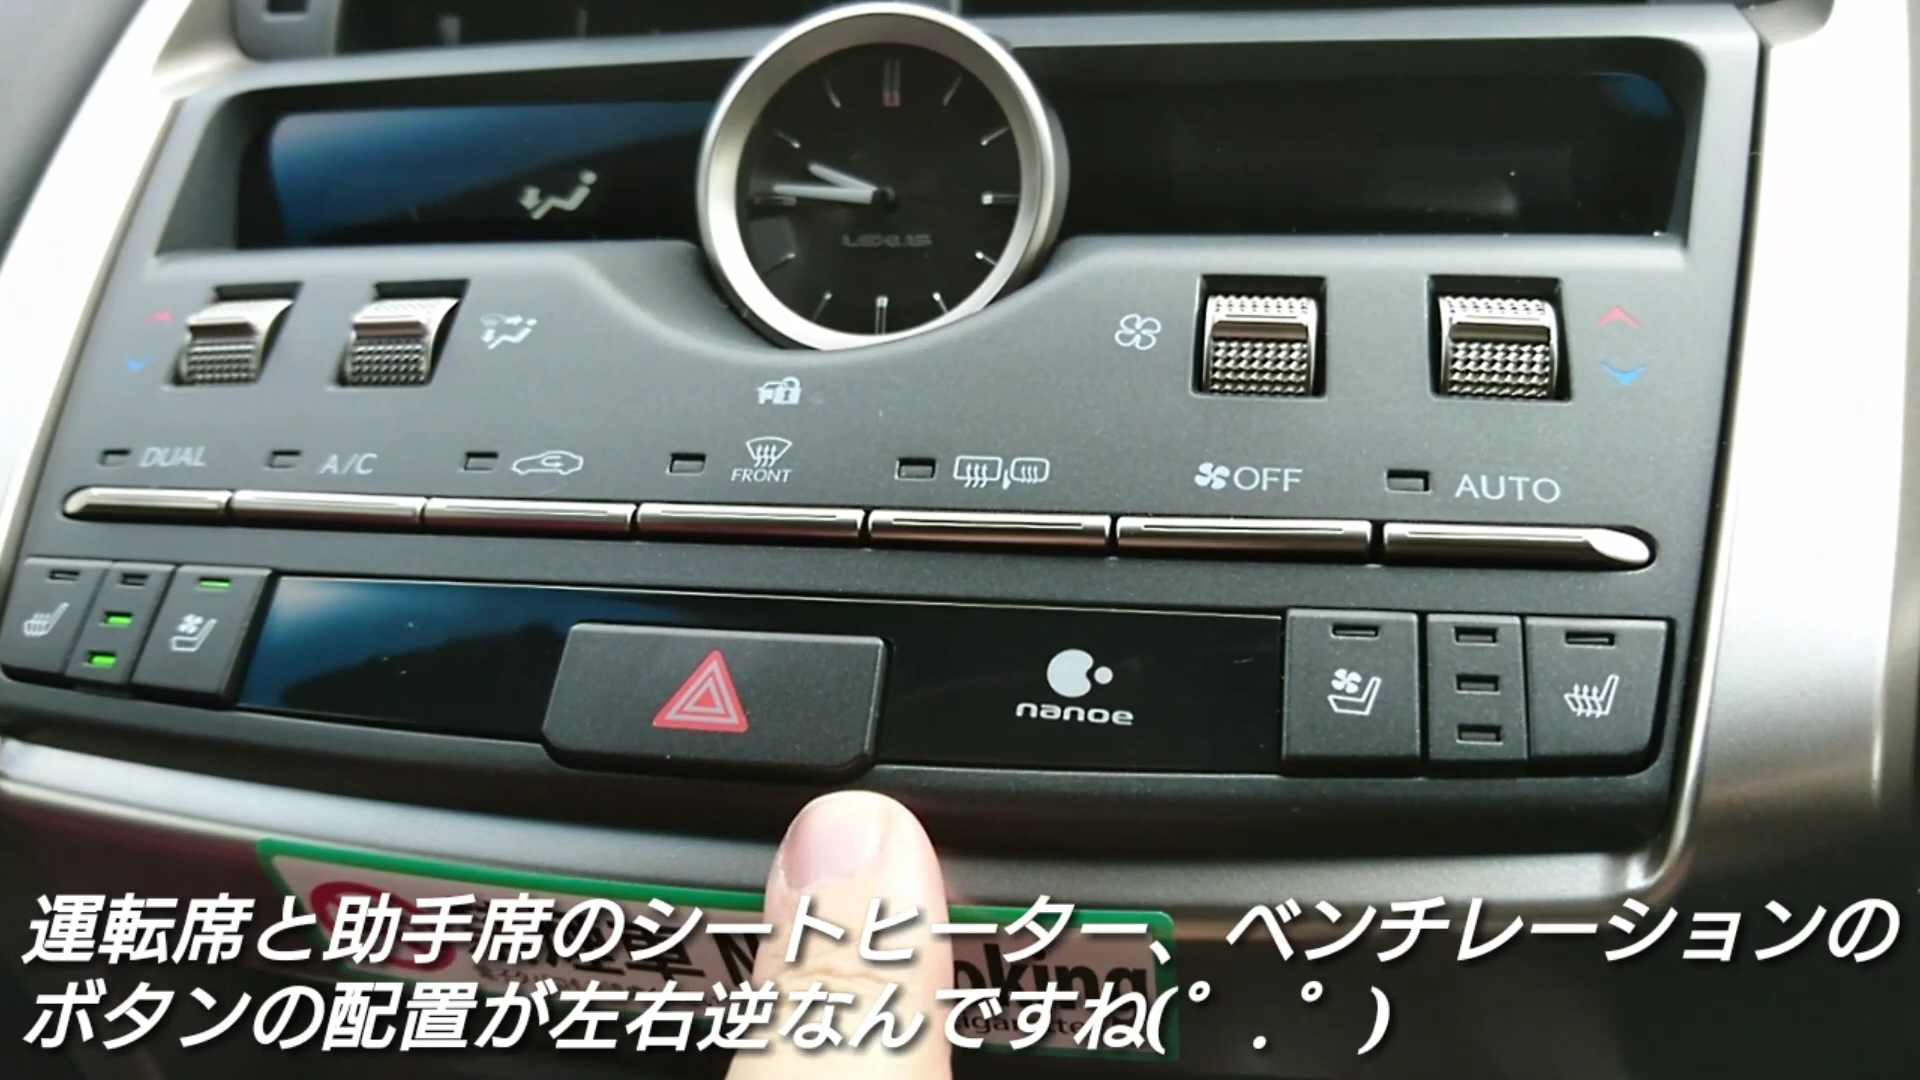 LEXUS
DUAL
A/C
FRONT
OFF
AUTO
nanoe
運転席と助手席のシートヒーター、ベンチレーションの
ボタンの配置が左右逆なんですね(゜.゜)